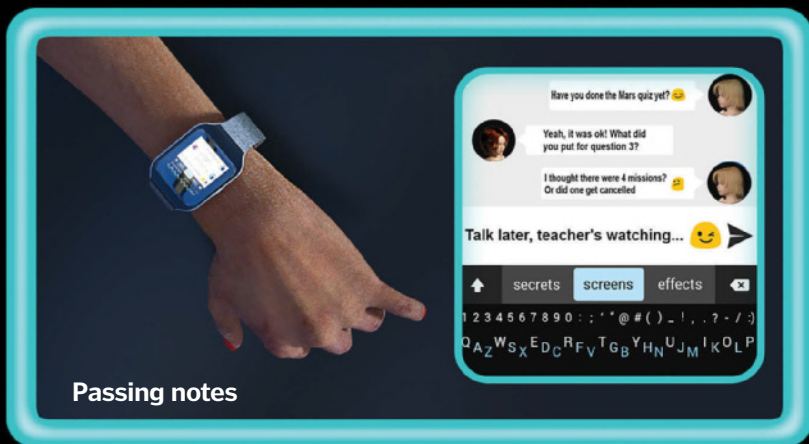 Have you done the Mars quiz yet? 😊
Yeah, it was ok! What did
you put for question 3?
I thought there were 4 missions?
Or did one get cancelled
Talk later, teacher's watching... 😉
secrets screens effects
1 2 3 4 5 6 7 8 9 0 : ; ' " @ # ( ) _ ! , . ? - / :)
Q A Z W S X E D C R F V T G B Y H N U J M I K O L P
Passing notes